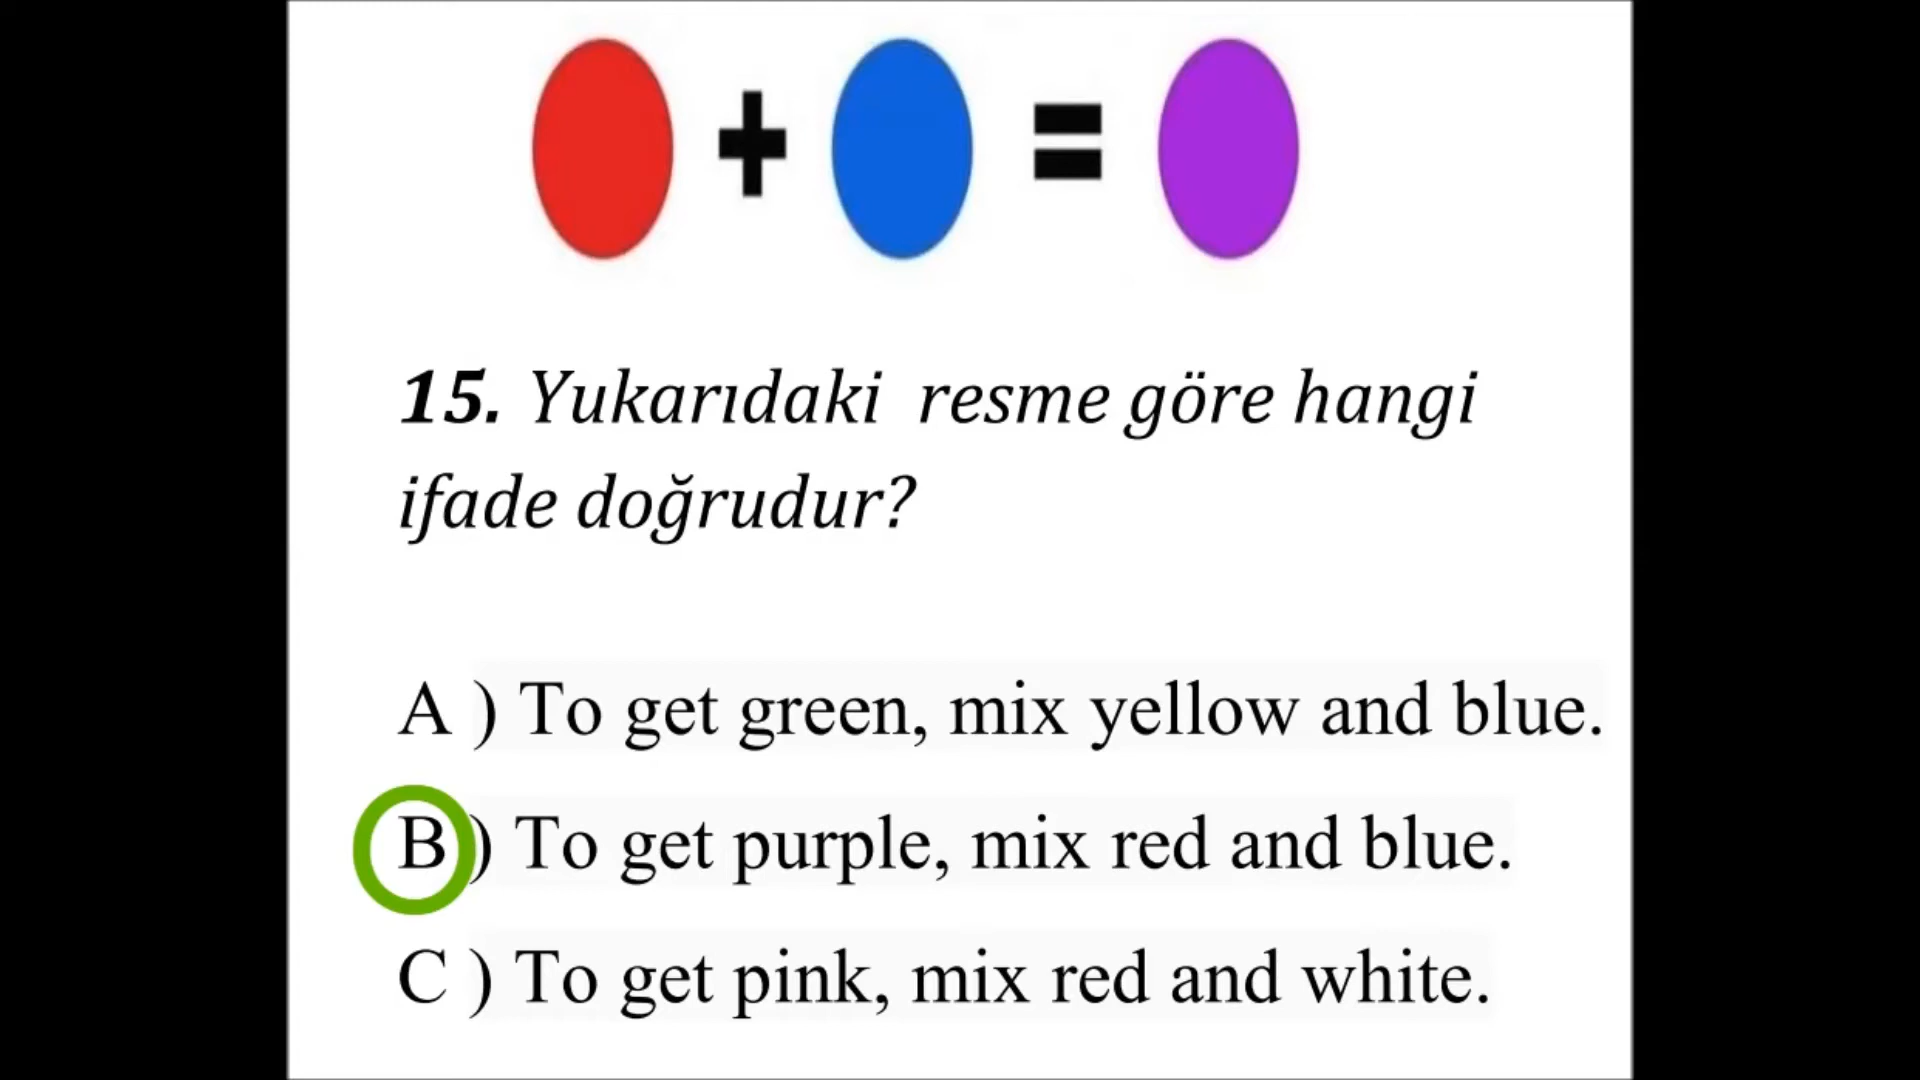 + =
15. Yukarıdaki resme göre hangi
ifade doğrudur?
A ) To get green, mix yellow and blue.
B ) To get purple, mix red and blue.
C ) To get pink, mix red and white.